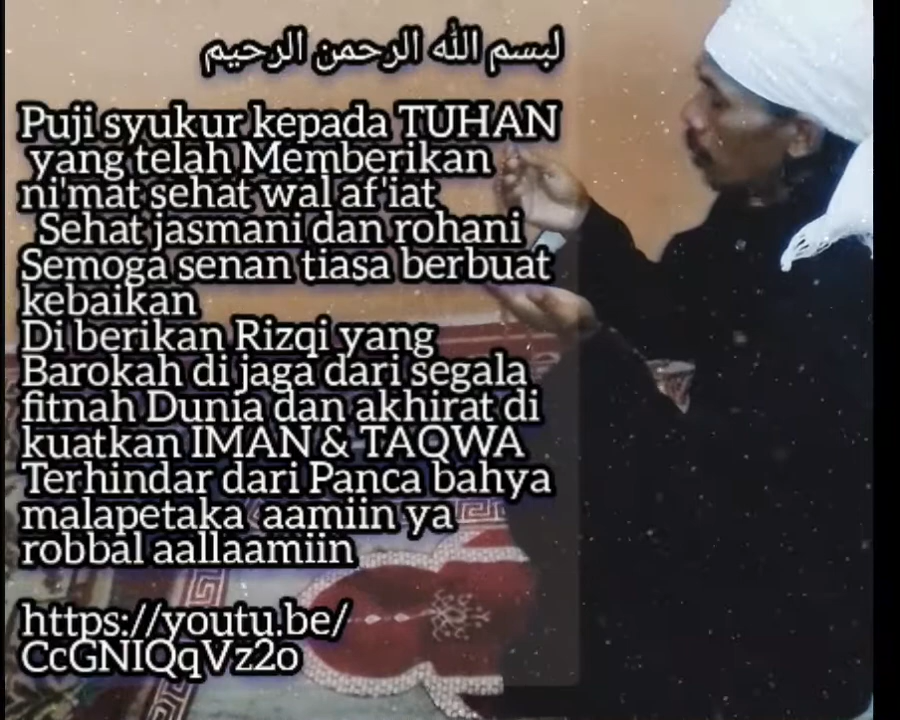 لبسم الله الرحمن الرحيم
Puji syukur kepada TUHAN
yang telah Memberikan
ni'mat sehat wal af'iat
Sehat jasmani dan rohani
Semoga senan tiasa berbuat
kebaikan
Di berikan Rizqi yang
Barokah di jaga dari segala
fitnah Dunia dan akhirat di
kuatkan IMAN & TAQWA
Terhindar dari Panca bahya
malapetaka aamiin ya
robbal aallaamiin
https://youtu.be/
CcGNIQqVz2o